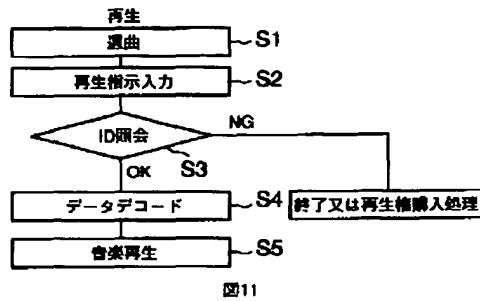 再生
選曲
S1
再生指示入力
S2
ID照会
NG
OK
S3
データデコード
S4
終了又は再生権購入処理
音楽再生
S5
図11